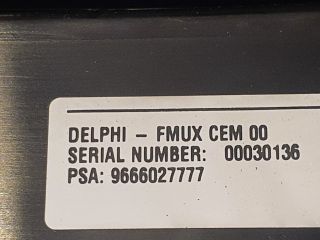 DELPHI – FMUX CEM 00
SERIAL NUMBER: 00030136
PSA: 9666027777